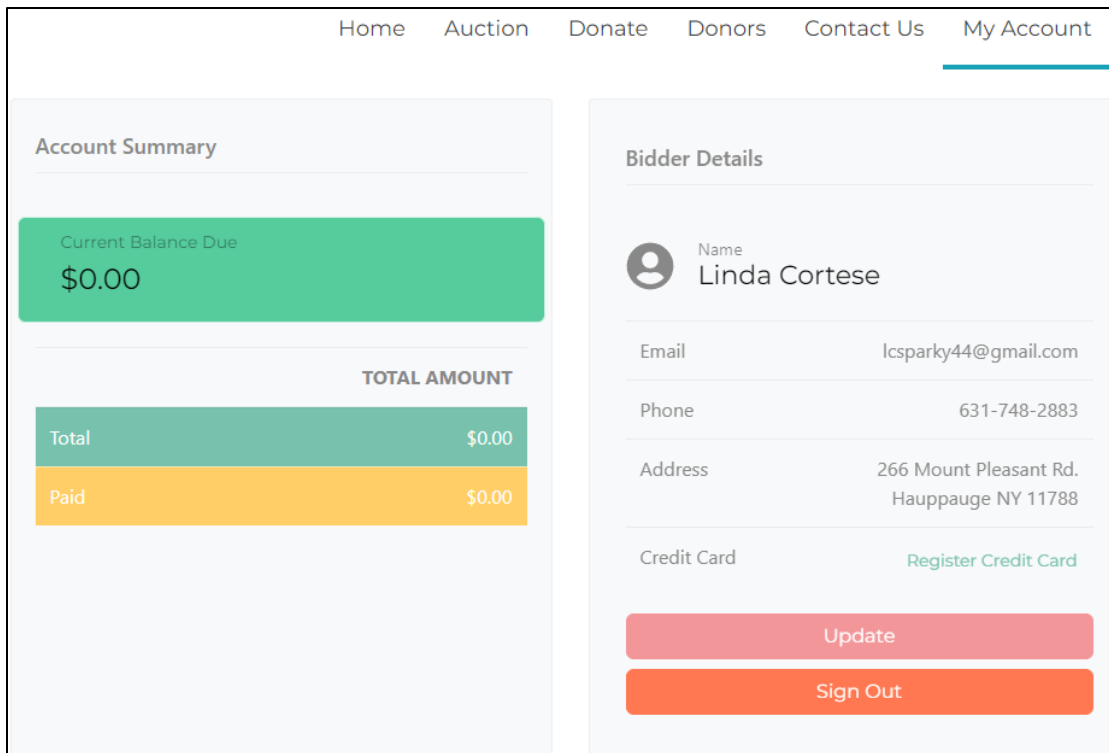 Home Auction Donate Donors Contact Us My Account
Account Summary
Current Balance Due
$0.00
TOTAL AMOUNT
Total $0.00
Paid $0.00
Bidder Details
Name
Linda Cortese
Email lcsparky44@gmail.com
Phone 631-748-2883
Address 266 Mount Pleasant Rd.
Hauppauge NY 11788
Credit Card Register Credit Card
Update
Sign Out